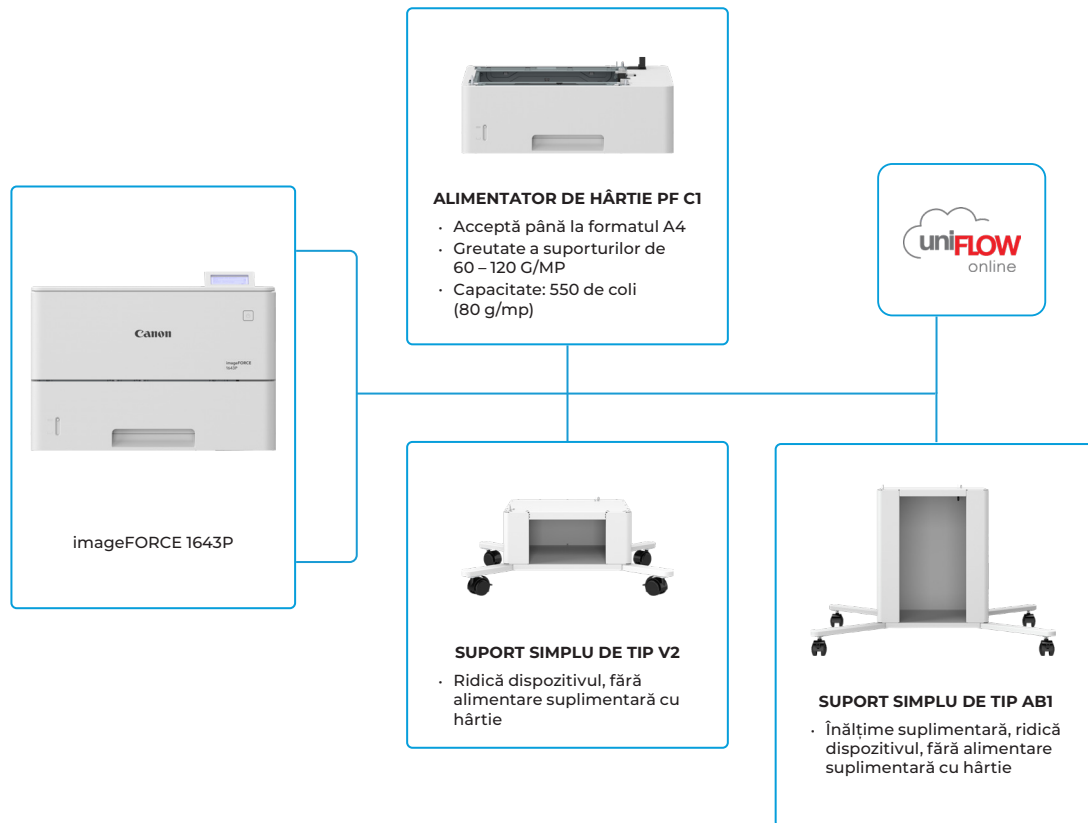 ALIMENTATOR DE HÂRTIE PF C1
· Acceptă până la formatul A4
· Greutate a suporturilor de
60 – 120 G/MP
· Capacitate: 550 de coli
(80 g/mp)
uniFLOW
online
Canon
imageFORCE
1643P
imageFORCE 1643P
SUPORT SIMPLU DE TIP V2
· Ridică dispozitivul, fără
alimentare suplimentară cu
hârtie
SUPORT SIMPLU DE TIP AB1
· Înălțime suplimentară, ridică
dispozitivul, fără alimentare
suplimentară cu hârtie